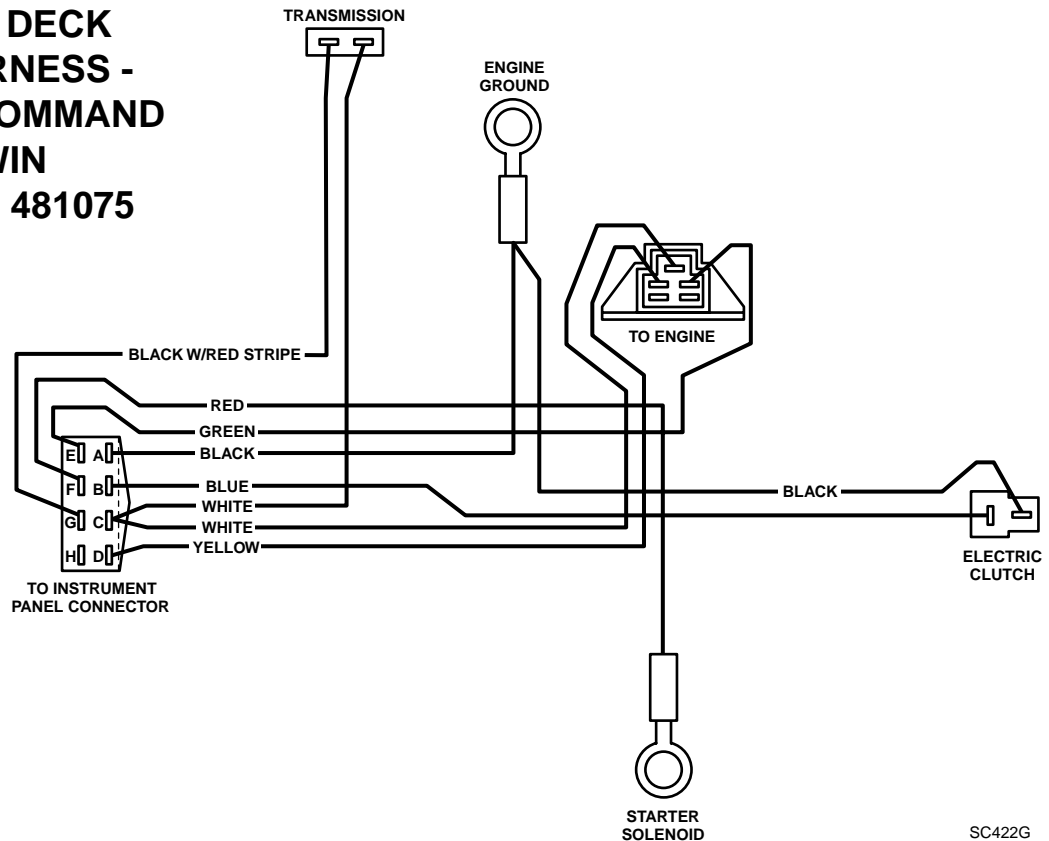 DECK
RNESS -
OMMAND
WIN
481075
TRANSMISSION
ENGINE
GROUND
TO ENGINE
BLACK W/RED STRIPE
RED
GREEN
BLACK
BLUE
WHITE
WHITE
YELLOW
E A
F B
G C
H D
TO INSTRUMENT
PANEL CONNECTOR
BLACK
ELECTRIC
CLUTCH
STARTER
SOLENOID
SC422G